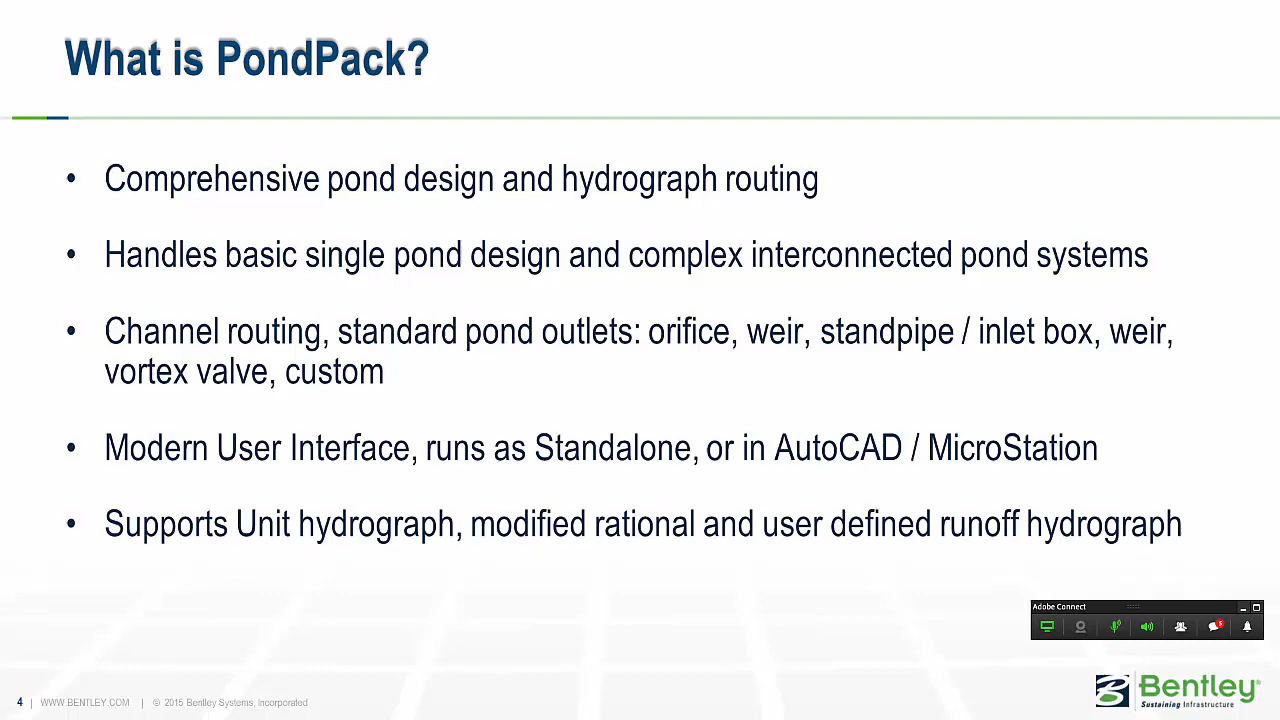 What is PondPack?
• Comprehensive pond design and hydrograph routing
• Handles basic single pond design and complex interconnected pond systems
• Channel routing, standard pond outlets: orifice, weir, standpipe / inlet box, weir,
vortex valve, custom
• Modern User Interface, runs as Standalone, or in AutoCAD / MicroStation
• Supports Unit hydrograph, modified rational and user defined runoff hydrograph
Adobe Connect
4 | WWW.BENTLEY.COM | © 2015 Bentley Systems, Incorporated
Bentley®
Sustaining Infrastructure